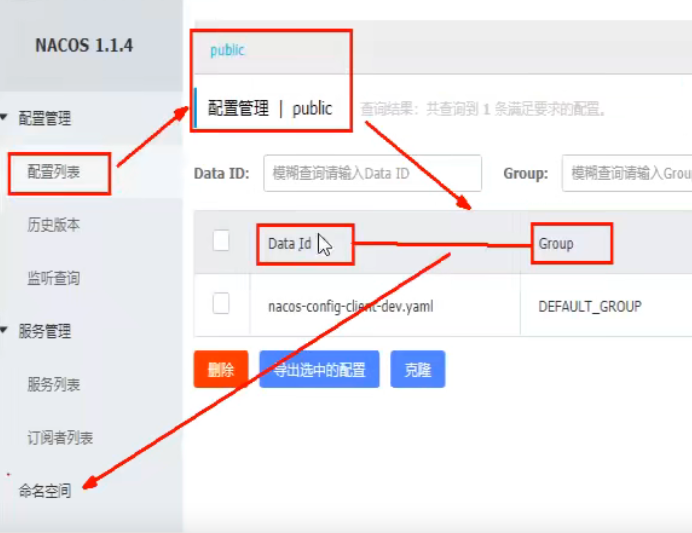 NACOS 1.1.4
配置管理
配置列表
历史版本
监听查询
服务管理
服务列表
订阅者列表
命名空间
public
配置管理 | public 查询结果：共查询到 1 条满足要求的配置。
Data ID: 模糊查询请输入Data ID Group: 模糊查询请输入Grou
Data Id Group
nacos-config-client-dev.yaml DEFAULT_GROUP
删除 导出选中的配置 克隆